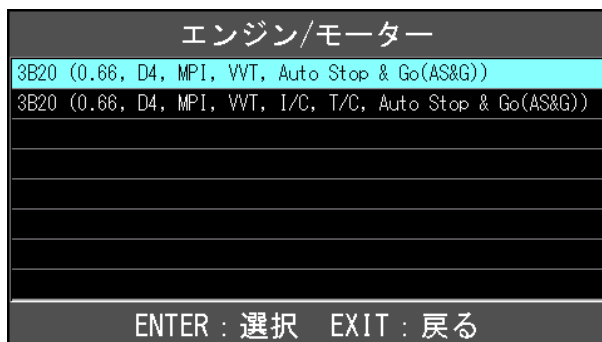 エンジン/モーター
3B20 (0.66, D4, MPI, VVT, Auto Stop & Go(AS&G))
3B20 (0.66, D4, MPI, VVT, I/C, T/C, Auto Stop & Go(AS&G))
ENTER：選択　EXIT：戻る